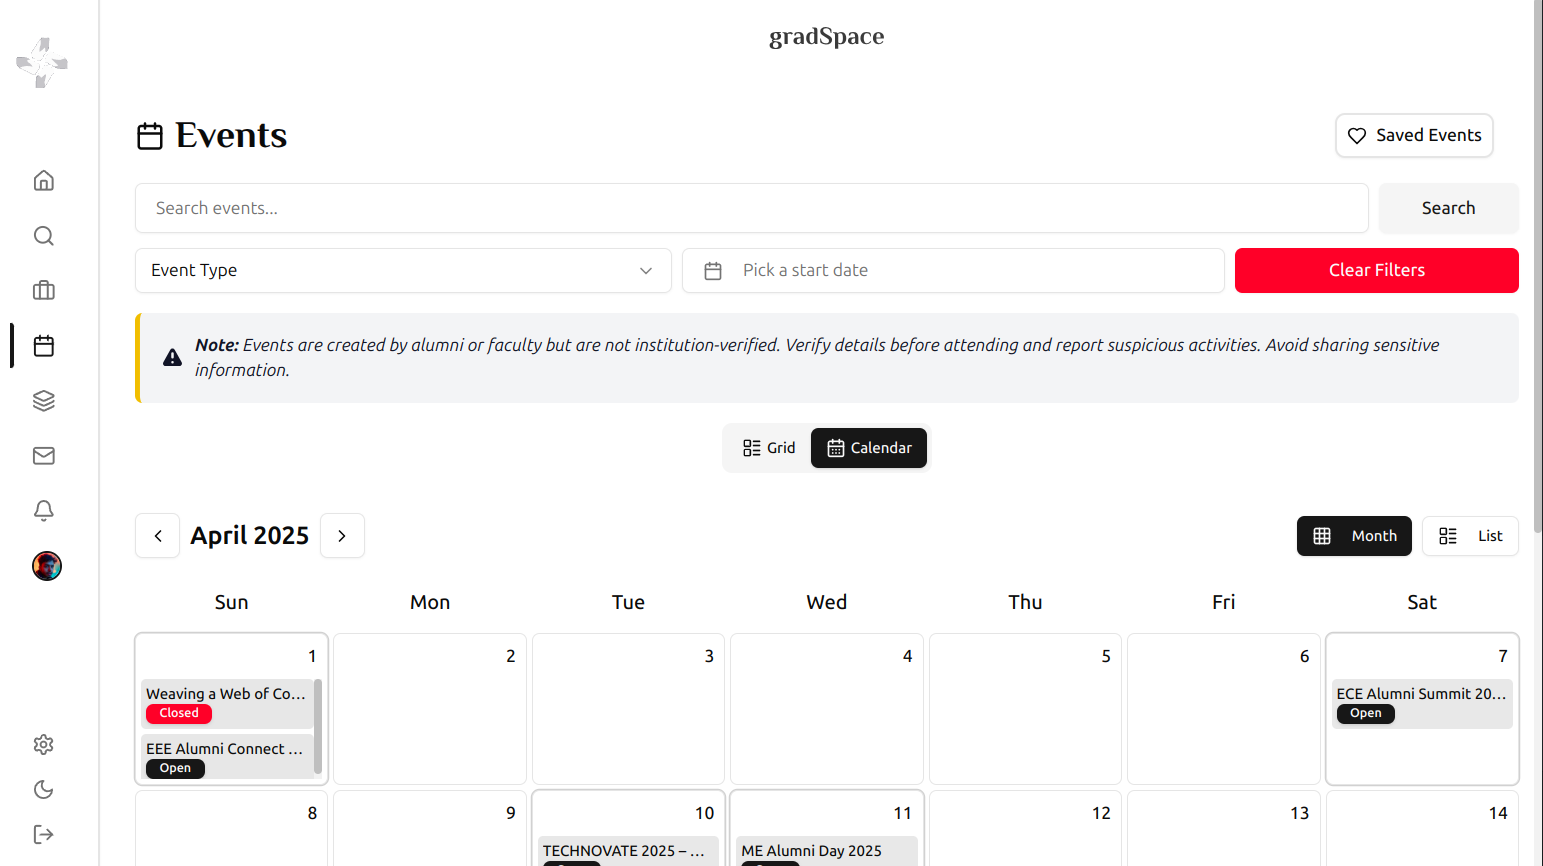 gradSpace
Events
Saved Events
Search events...
Search
Event Type
Pick a start date
Clear Filters
Note: Events are created by alumni or faculty but are not institution-verified. Verify details before attending and report suspicious activities. Avoid sharing sensitive
information.
Grid
Calendar
April 2025
Month
List
Sun Mon Tue Wed Thu Fri Sat
1 2 3 4 5 6 7
Weaving a Web of Co...
Closed
EEE Alumni Connect ...
Open
ECE Alumni Summit 20...
Open
8 9 10 11 12 13 14
TECHNOVATE 2025 – ...
ME Alumni Day 2025